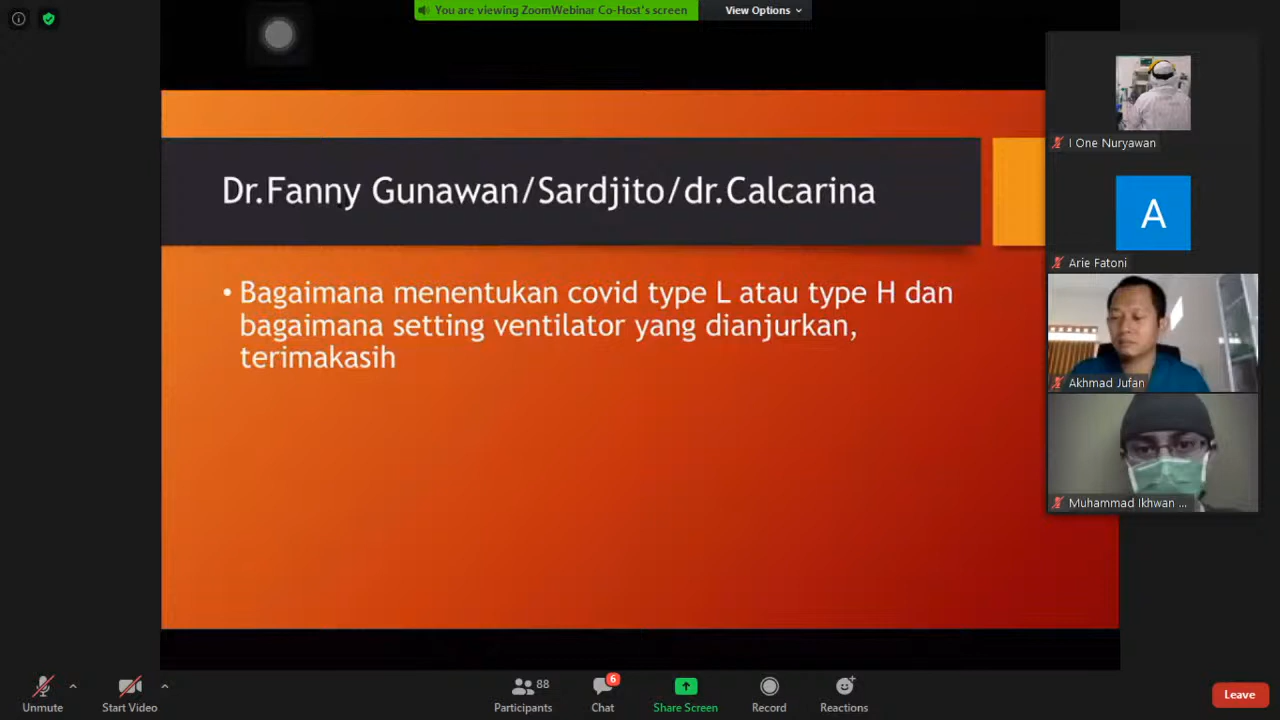 You are viewing ZoomWebinar Co-Host's screen
View Options
I One Nuryawan
Dr.Fanny Gunawan/Sardjito/dr.Calcarina
A
Arie Fatoni
• Bagaimana menentukan covid type L atau type H dan
bagaimana setting ventilator yang dianjurkan,
terimakasih
Akhmad Jufan
Muhammad Ikhwan ...
Unmute
Start Video
88
Participants
6
Chat
Share Screen
Record
Reactions
Leave